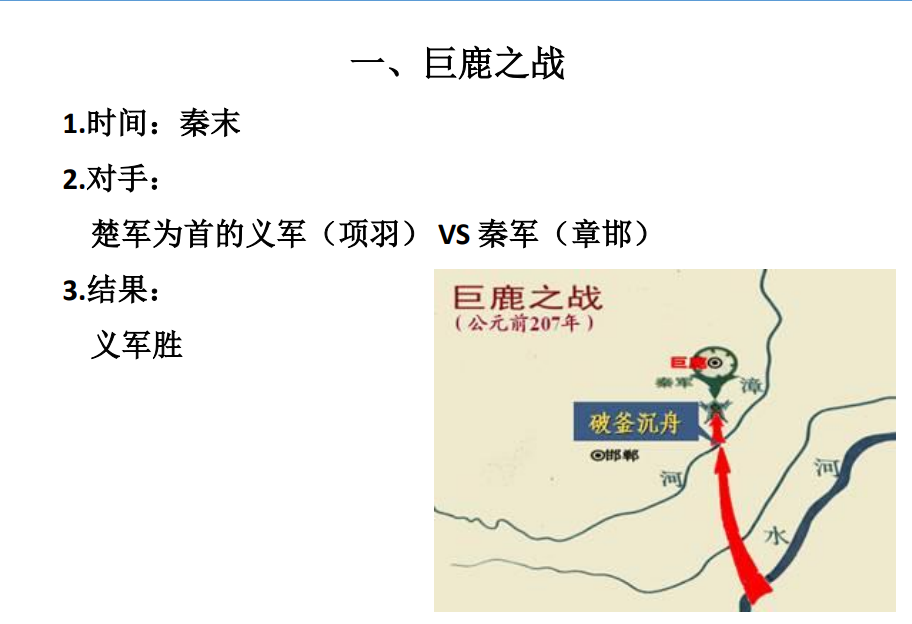 一、巨鹿之战
1.时间：秦末
2.对手：
楚军为首的义军（项羽） VS 秦军（章邯）
3.结果：
义军胜
巨鹿之战
（公元前207年）
巨鹿
秦军
漳
破釜沉舟
邯郸
河
河
水